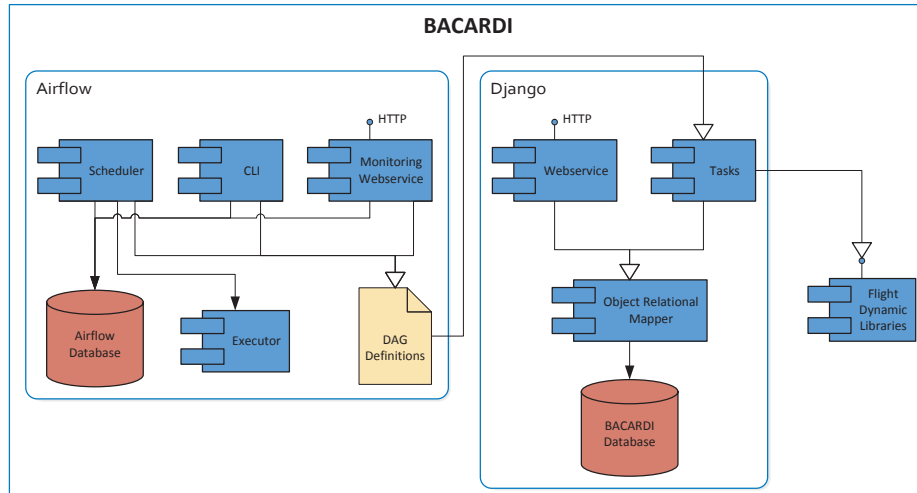 BACARDI
Airflow
Django
HTTP
HTTP
Scheduler
CLI
Monitoring
Webservice
Webservice
Tasks
Airflow
Database
Executor
DAG
Definitions
Object Relational
Mapper
Flight
Dynamic
Libraries
BACARDI
Database